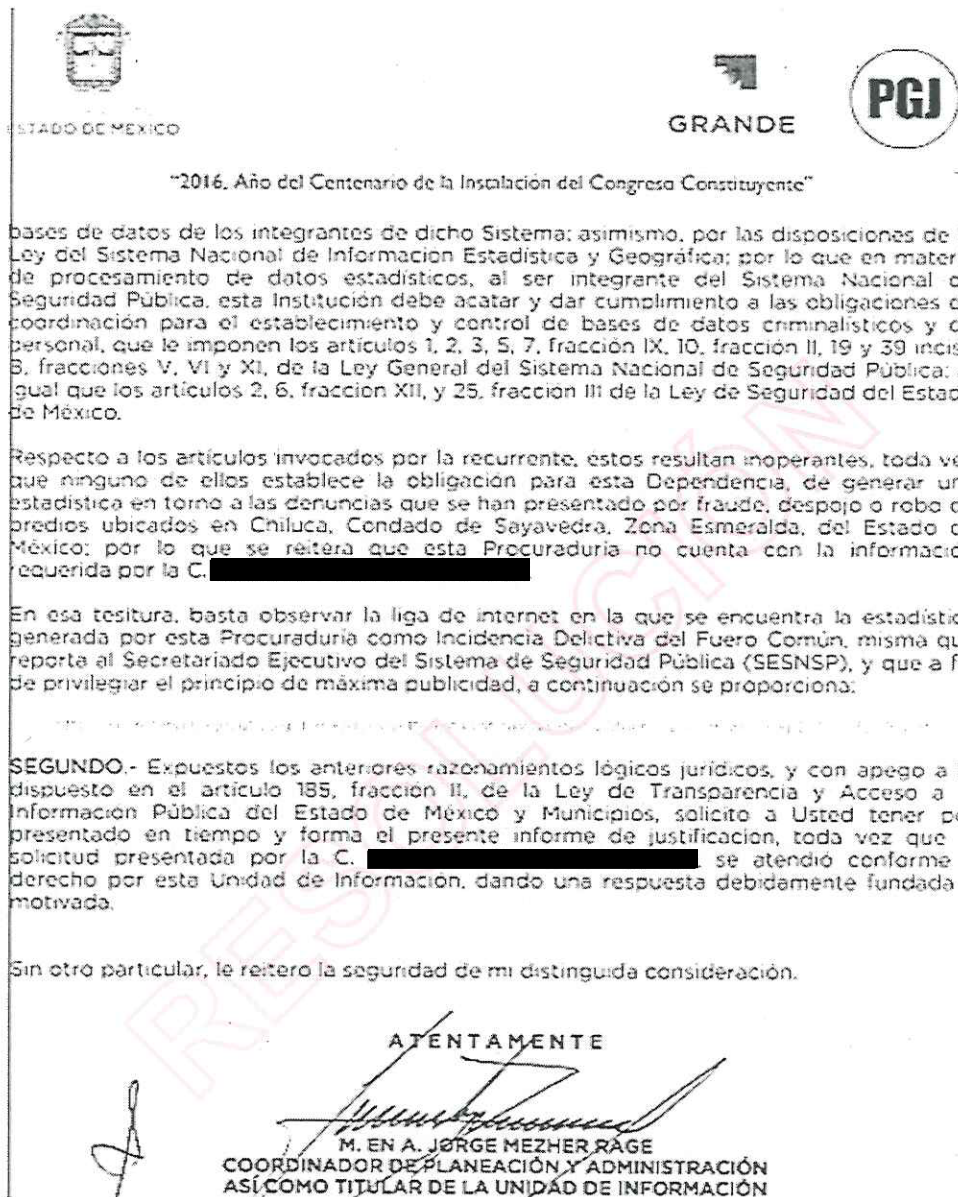 ESTADO DE MÉXICO
GRANDE
PGJ
"2016. Año del Centenario de la Instalación del Congreso Constituyente"
bases de datos de los integrantes de dicho Sistema; asimismo, por las disposiciones de
Ley del Sistema Nacional de Información Estadística y Geográfica; por lo que en mater
de procesamiento de datos estadísticos, al ser integrante del Sistema Nacional d
Seguridad Pública, esta Institución debe acatar y dar cumplimiento a las obligaciones d
coordinación para el establecimiento y control de bases de datos criminalísticos y d
personal, que le imponen los artículos 1, 2, 3, 5, 7, fracción IX, 10, fracción II, 19 y 39 incis
B, fracciones V, VI y XI, de la Ley General del Sistema Nacional de Seguridad Pública;
igual que los artículos 2, 6, fracción XII, y 25, fracción III de la Ley de Seguridad del Estad
de México.
Respecto a los artículos invocados por la recurrente, éstos resultan inoperantes, toda ve
que ninguno de ellos establece la obligación para esta Dependencia, de generar un
estadística en torno a las denuncias que se han presentado por fraude, despojo o robo d
predios ubicados en Chiluca, Condado de Sayavedra, Zona Esmeralda, del Estado d
México; por lo que se reitera que esta Procuraduría no cuenta con la informació
requerida por la C.
En esa tesitura, basta observar la liga de internet en la que se encuentra la estadístic
generada por esta Procuraduría como Incidencia Delictiva del Fuero Común, misma qu
reporta al Secretariado Ejecutivo del Sistema de Seguridad Pública (SESNSP), y que a f
de privilegiar el principio de máxima publicidad, a continuación se proporciona:
SEGUNDO.- Expuestos los anteriores razonamientos lógicos jurídicos, y con apego a l
dispuesto en el artículo 185, fracción II, de la Ley de Transparencia y Acceso a
Información Pública del Estado de México y Municipios, solicito a Usted tener po
presentado en tiempo y forma el presente informe de justificación, toda vez que
solicitud presentada por la C. , se atendió conforme
derecho por esta Unidad de Información, dando una respuesta debidamente fundada
motivada.
Sin otro particular, le reitero la seguridad de mi distinguida consideración.
ATENTAMENTE
M. EN A. JORGE MEZHER RAGE
COORDINADOR DE PLANEACIÓN Y ADMINISTRACIÓN
ASÍ COMO TITULAR DE LA UNIDAD DE INFORMACIÓN
RESOLUCIÓN